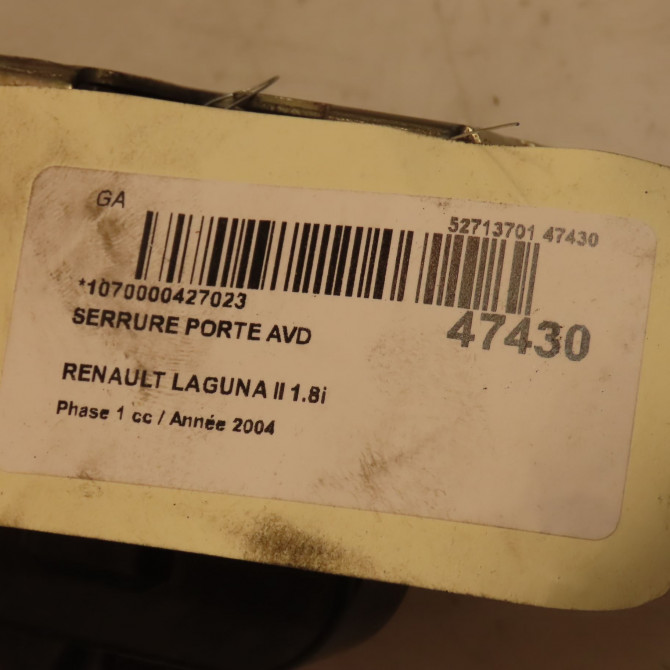 GA
52713701 47430
*1070000427023
47430
SERRURE PORTE AVD
RENAULT LAGUNA II 1.8i
Phase 1 cc / Année 2004